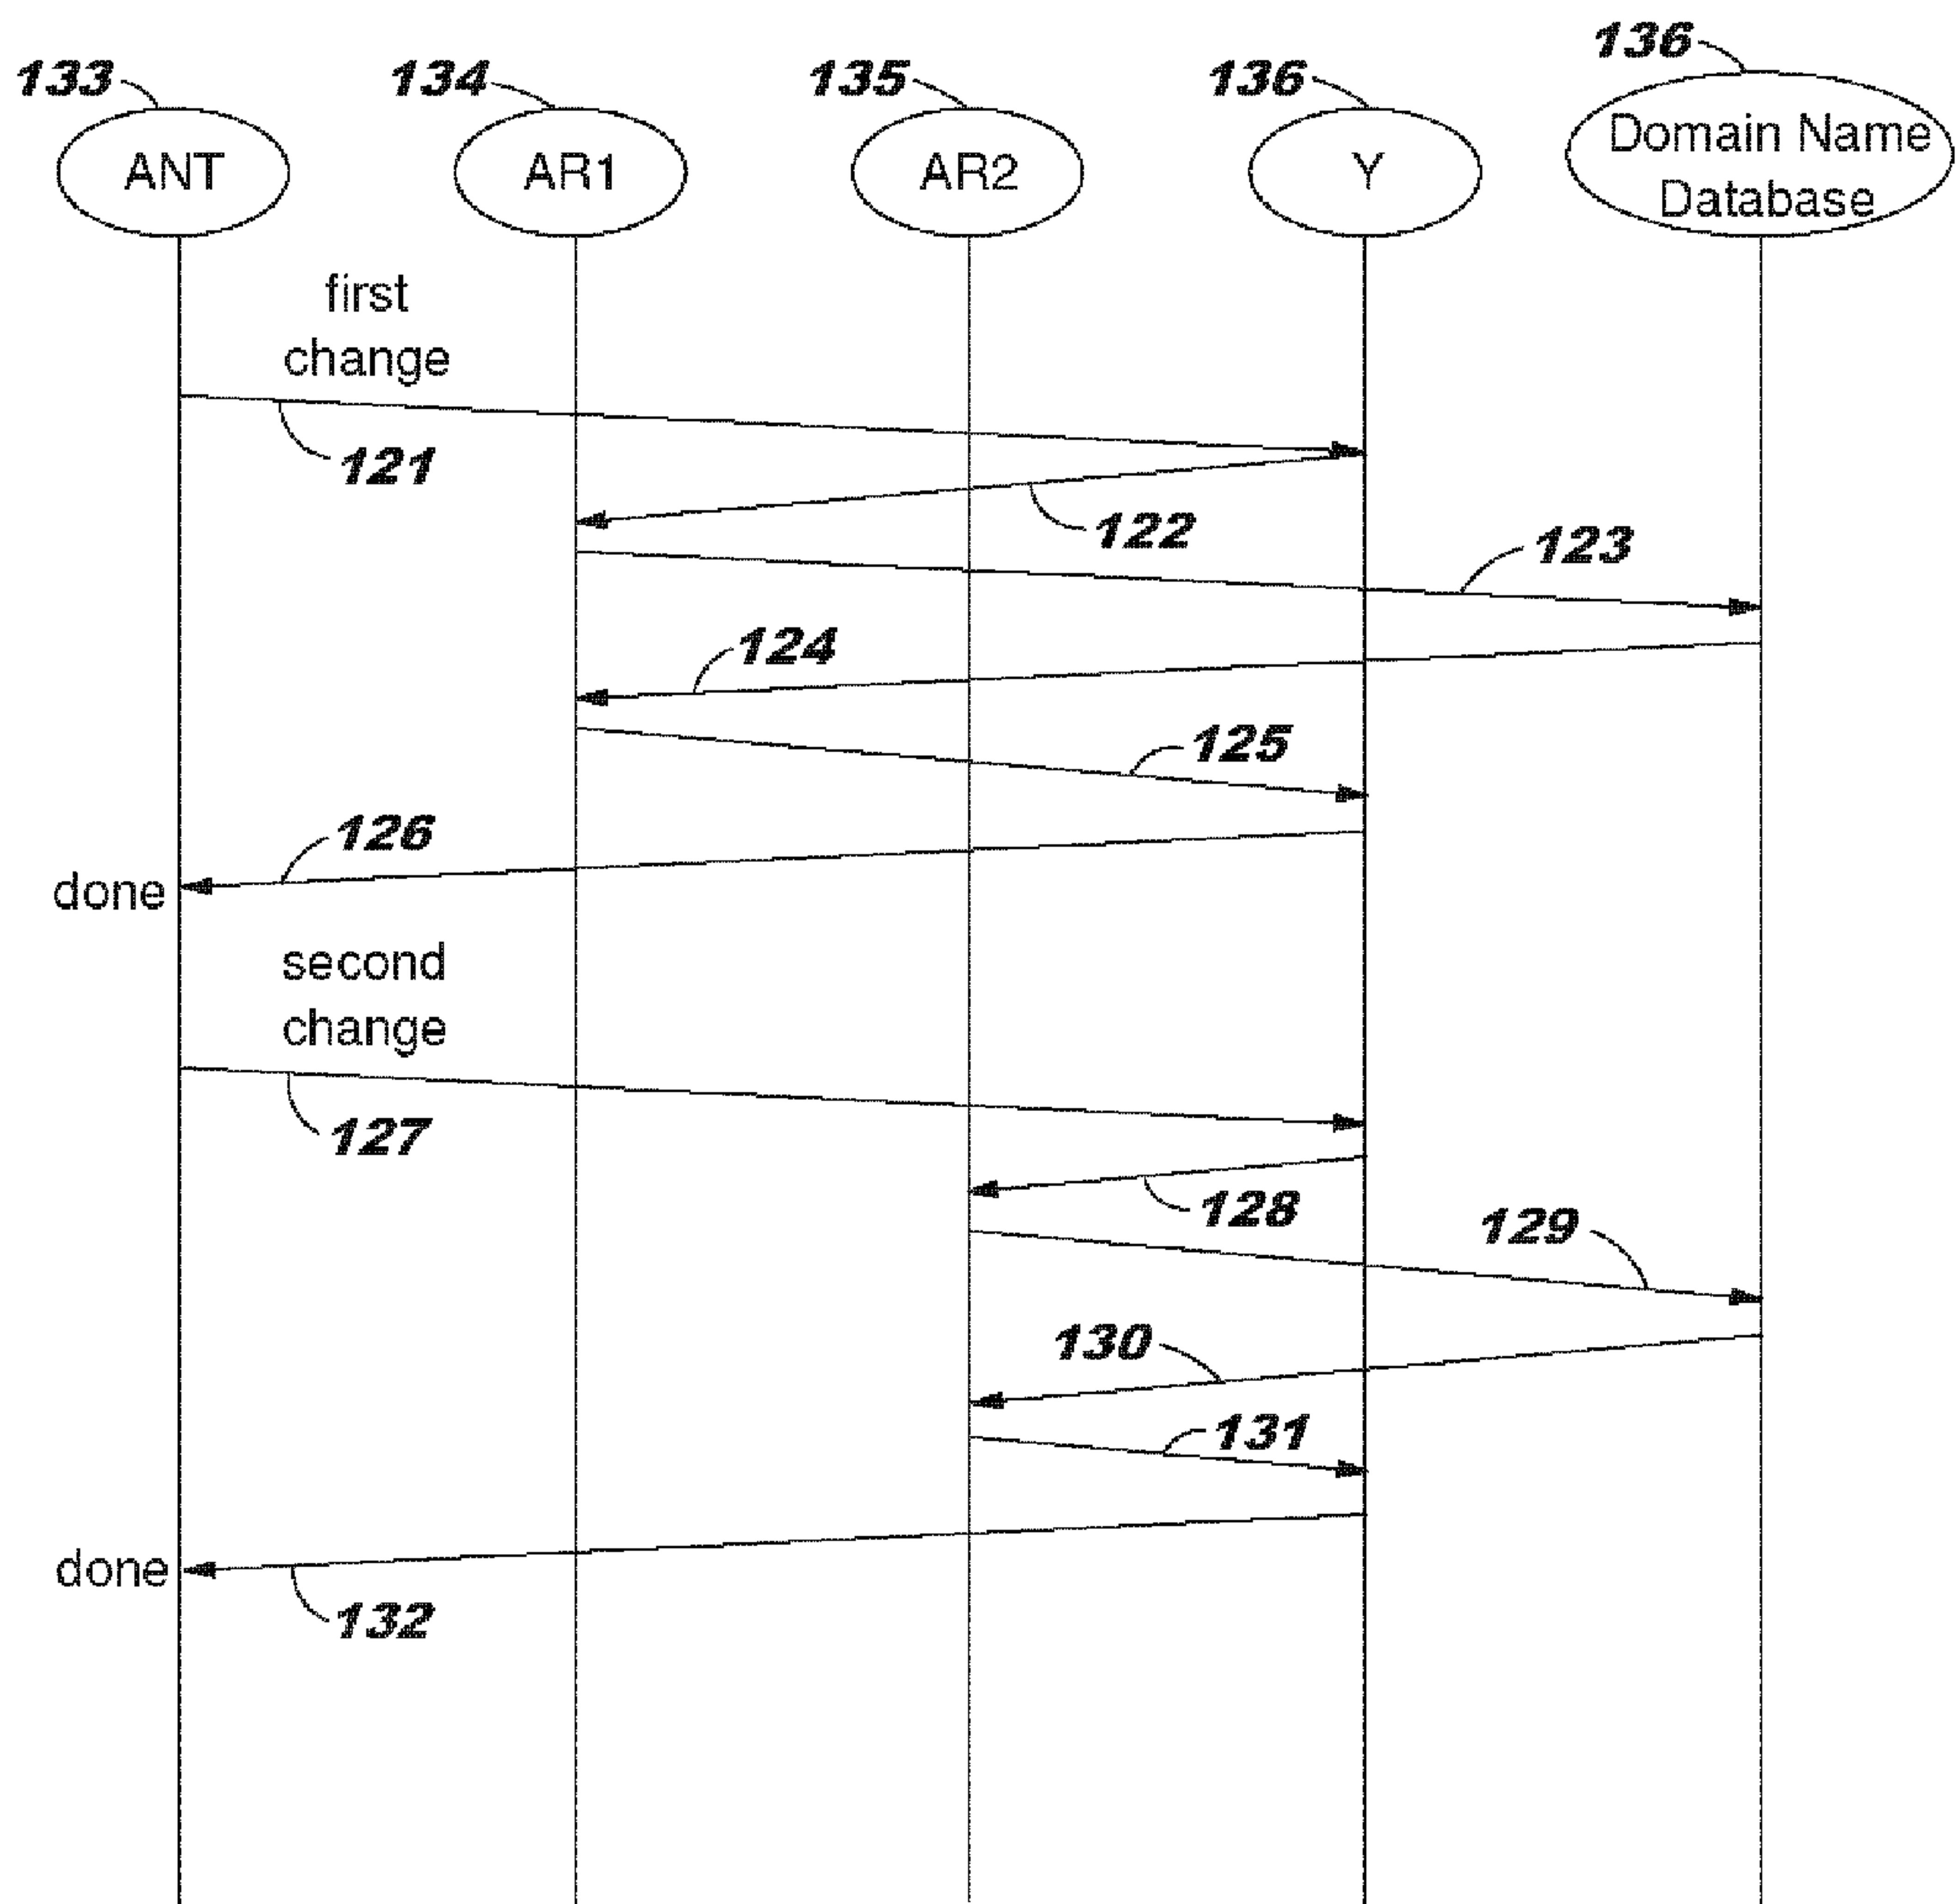 133
134
135
136
136
ANT
AR1
AR2
Y
Domain Name
Database
first
change
121
122
123
124
125
126
done
second
change
127
128
129
130
131
done
132